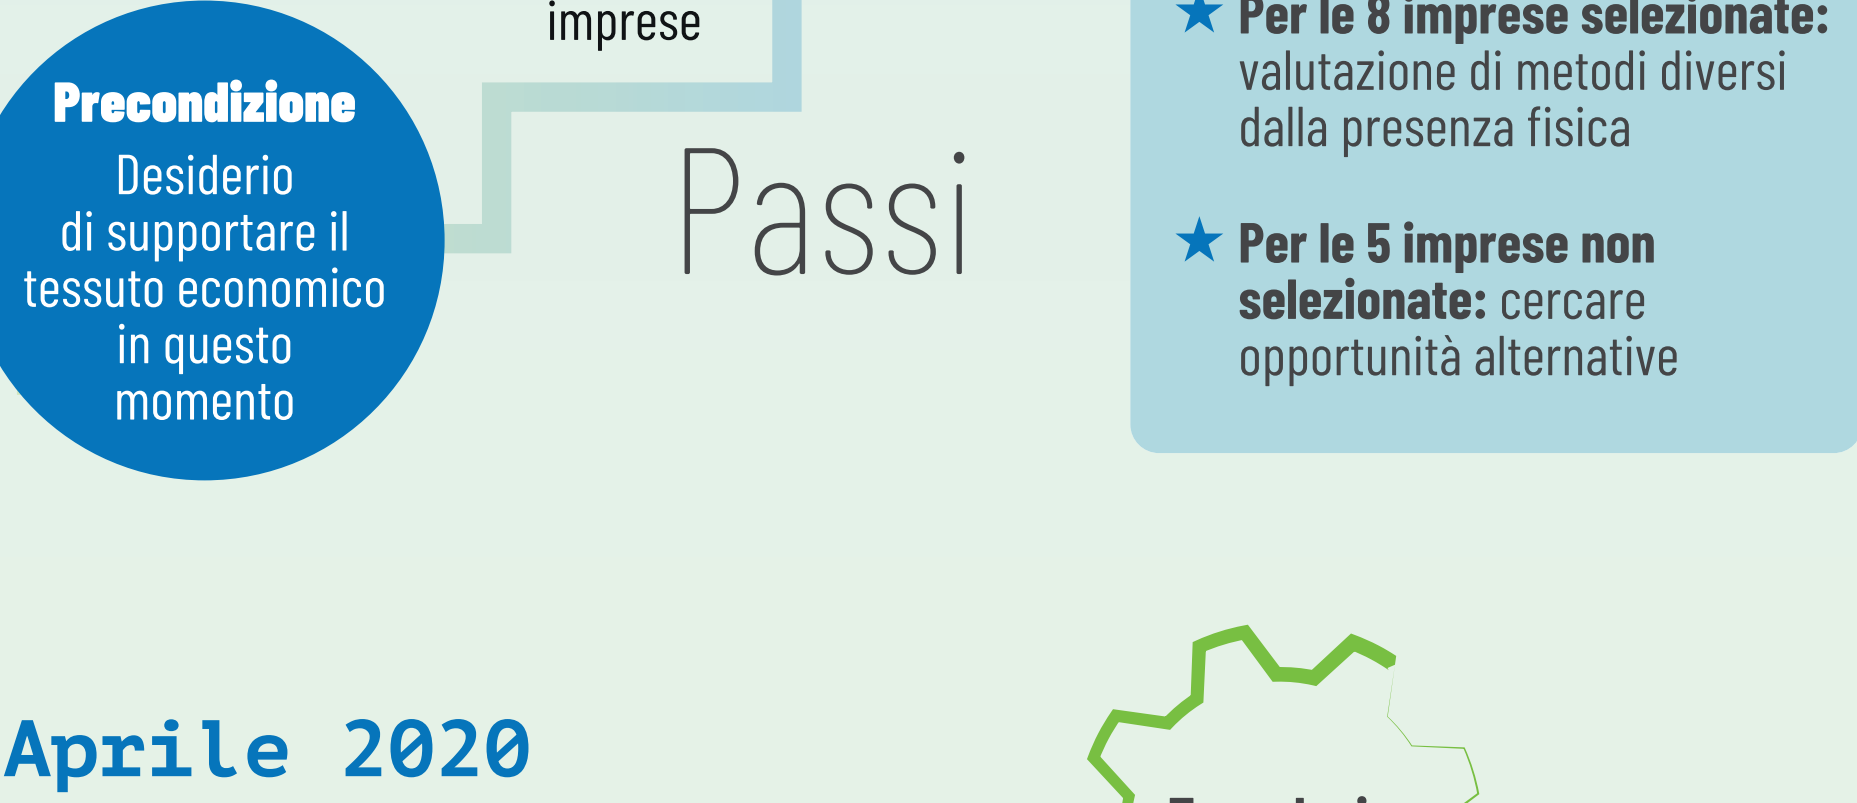 imprese
Precondizione
Desiderio
di supportare il
tessuto economico
in questo
momento
Passi
Per le 8 imprese selezionate:
valutazione di metodi diversi
dalla presenza fisica
Per le 5 imprese non
selezionate: cercare
opportunità alternative
Aprile 2020